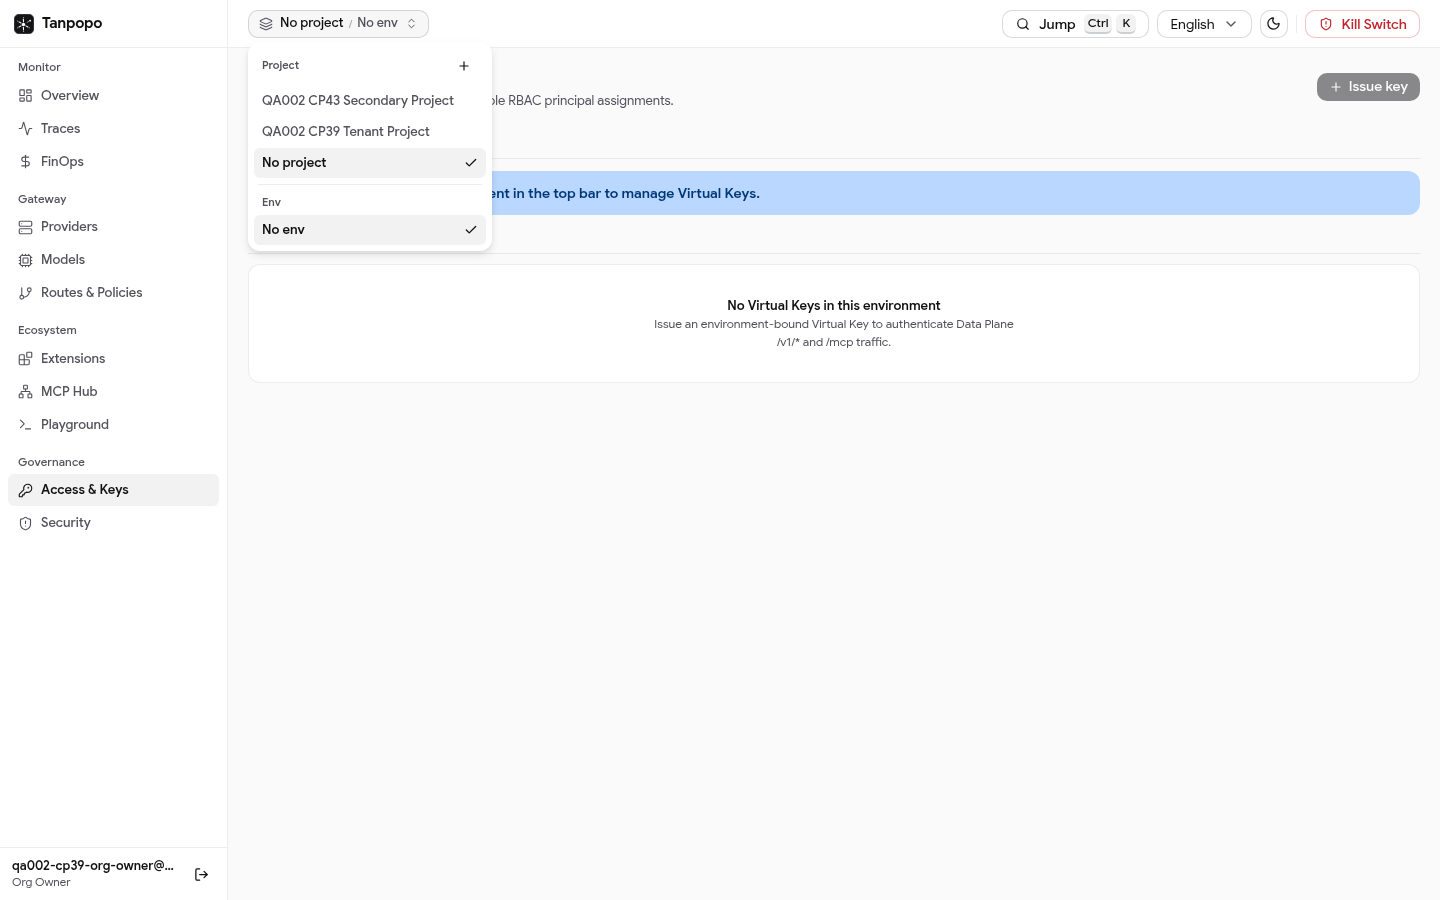 Tanpopo
No project / No env
Jump Ctrl K
English
Kill Switch
Monitor
Overview
Traces
FinOps
Gateway
Providers
Models
Routes & Policies
Ecosystem
Extensions
MCP Hub
Playground
Governance
Access & Keys
Security
qa002-cp39-org-owner@...
Org Owner
Project
QA002 CP43 Secondary Project
QA002 CP39 Tenant Project
No project
Env
No env
RBAC principal assignments.
Issue key
in the top bar to manage Virtual Keys.
No Virtual Keys in this environment
Issue an environment-bound Virtual Key to authenticate Data Plane
/v1/* and /mcp traffic.